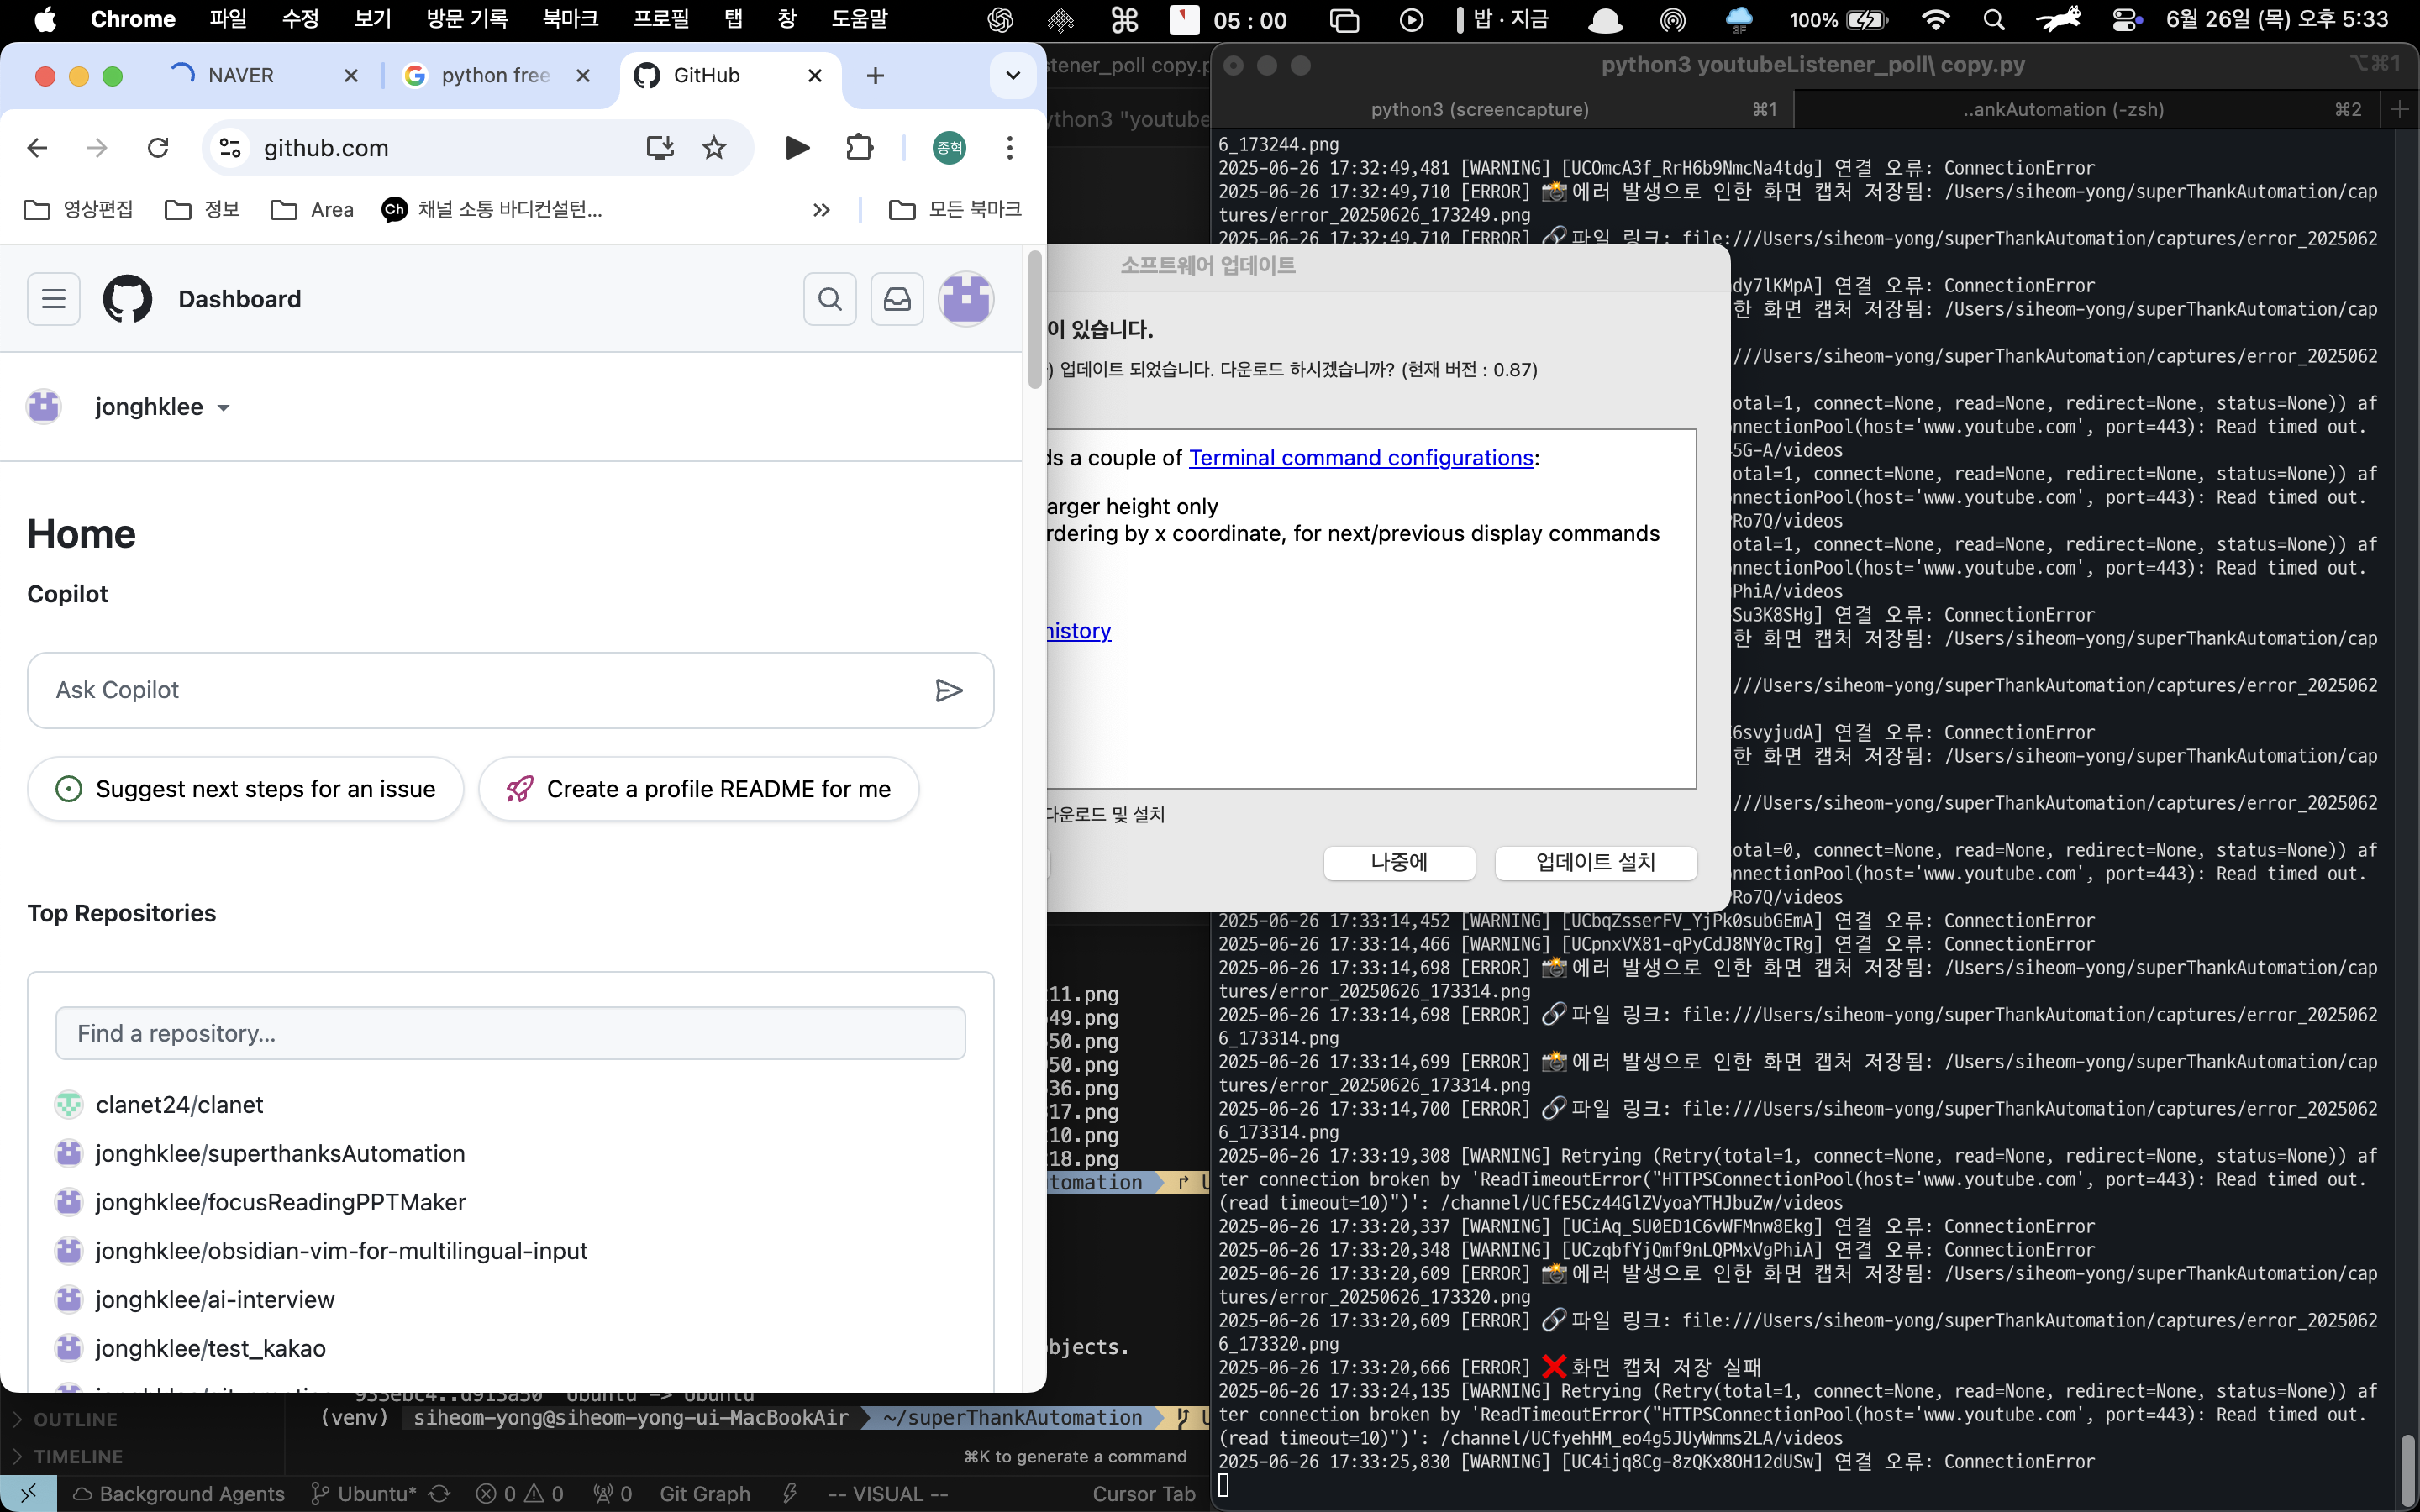 Chrome 파일 수정 보기 방문 기록 북마크 프로필 탭 창 도움말 05 : 00 밥 · 지금 100% 6월 26일 (목) 오후 5:33
NAVER
python free
GitHub
github.com
종혁
영상편집 정보 Area Ch 채널 소통 바디컨설턴... 모든 북마크
Dashboard
jonghklee
Home
Copilot
Ask Copilot
Suggest next steps for an issue
Create a profile README for me
Top Repositories
Find a repository...
clanet24/clanet
jonghklee/superthanksAutomation
jonghklee/focusReadingPPTMaker
jonghklee/obsidian-vim-for-multilingual-input
jonghklee/ai-interview
jonghklee/test_kakao
stener_poll copy.p
ython3 "youtube
소프트웨어 업데이트
이 있습니다.
) 업데이트 되었습니다. 다운로드 하시겠습니까? (현재 버전 : 0.87)
ds a couple of Terminal command configurations:
arger height only
rdering by x coordinate, for next/previous display commands
history
다운로드 및 설치
나중에
업데이트 설치
11.png
49.png
50.png
50.png
36.png
17.png
10.png
18.png
tomation
bjects.
(venv) siheom-yong@siheom-yong-ui-MacBookAir ~/superThankAutomation
⌘K to generate a command
OUTLINE
TIMELINE
Background Agents Ubuntu* 0 0 0 Git Graph -- VISUAL -- Cursor Tab
python3 youtubeListener_poll\ copy.py ⌥⌘1
python3 (screencapture) ⌘1
..ankAutomation (-zsh) ⌘2
6_173244.png
2025-06-26 17:32:49,481 [WARNING] [UCOmcA3f_RrH6b9NmcNa4tdg] 연결 오류: ConnectionError
2025-06-26 17:32:49,710 [ERROR] 📸에러 발생으로 인한 화면 캡처 저장됨: /Users/siheom-yong/superThankAutomation/cap
tures/error_20250626_173249.png
2025-06-26 17:32:49,710 [ERROR] 🔗파일 링크: file:///Users/siheom-yong/superThankAutomation/captures/error_2025062
dy7lKMpA] 연결 오류: ConnectionError
한 화면 캡처 저장됨: /Users/siheom-yong/superThankAutomation/cap
///Users/siheom-yong/superThankAutomation/captures/error_2025062
otal=1, connect=None, read=None, redirect=None, status=None)) af
nnectionPool(host='www.youtube.com', port=443): Read timed out.
5G-A/videos
otal=1, connect=None, read=None, redirect=None, status=None)) af
nnectionPool(host='www.youtube.com', port=443): Read timed out.
Ro7Q/videos
otal=1, connect=None, read=None, redirect=None, status=None)) af
nnectionPool(host='www.youtube.com', port=443): Read timed out.
PhiA/videos
Su3K8SHg] 연결 오류: ConnectionError
한 화면 캡처 저장됨: /Users/siheom-yong/superThankAutomation/cap
///Users/siheom-yong/superThankAutomation/captures/error_2025062
6svyjudA] 연결 오류: ConnectionError
한 화면 캡처 저장됨: /Users/siheom-yong/superThankAutomation/cap
///Users/siheom-yong/superThankAutomation/captures/error_2025062
otal=0, connect=None, read=None, redirect=None, status=None)) af
nnectionPool(host='www.youtube.com', port=443): Read timed out.
Ro7Q/videos
2025-06-26 17:33:14,452 [WARNING] [UCbqZsserFV_YjPk0subGEmA] 연결 오류: ConnectionError
2025-06-26 17:33:14,466 [WARNING] [UCpnxVX81-qPyCdJ8NY0cTRg] 연결 오류: ConnectionError
2025-06-26 17:33:14,698 [ERROR] 📸에러 발생으로 인한 화면 캡처 저장됨: /Users/siheom-yong/superThankAutomation/cap
tures/error_20250626_173314.png
2025-06-26 17:33:14,698 [ERROR] 🔗파일 링크: file:///Users/siheom-yong/superThankAutomation/captures/error_2025062
6_173314.png
2025-06-26 17:33:14,699 [ERROR] 📸에러 발생으로 인한 화면 캡처 저장됨: /Users/siheom-yong/superThankAutomation/cap
tures/error_20250626_173314.png
2025-06-26 17:33:14,700 [ERROR] 🔗파일 링크: file:///Users/siheom-yong/superThankAutomation/captures/error_2025062
6_173314.png
2025-06-26 17:33:19,308 [WARNING] Retrying (Retry(total=1, connect=None, read=None, redirect=None, status=None)) af
ter connection broken by 'ReadTimeoutError("HTTPSConnectionPool(host='www.youtube.com', port=443): Read timed out.
(read timeout=10)")': /channel/UCfE5Cz44GlZVyoaYTHJbuZw/videos
2025-06-26 17:33:20,337 [WARNING] [UCiAq_SU0ED1C6vWFMnw8Ekg] 연결 오류: ConnectionError
2025-06-26 17:33:20,348 [WARNING] [UCzqbfYjQmf9nLQPMxVgPhiA] 연결 오류: ConnectionError
2025-06-26 17:33:20,609 [ERROR] 📸에러 발생으로 인한 화면 캡처 저장됨: /Users/siheom-yong/superThankAutomation/cap
tures/error_20250626_173320.png
2025-06-26 17:33:20,609 [ERROR] 🔗파일 링크: file:///Users/siheom-yong/superThankAutomation/captures/error_2025062
6_173320.png
2025-06-26 17:33:20,666 [ERROR] ❌화면 캡처 저장 실패
2025-06-26 17:33:24,135 [WARNING] Retrying (Retry(total=1, connect=None, read=None, redirect=None, status=None)) af
ter connection broken by 'ReadTimeoutError("HTTPSConnectionPool(host='www.youtube.com', port=443): Read timed out.
(read timeout=10)")': /channel/UCfyehHM_eo4g5JUyWmms2LA/videos
2025-06-26 17:33:25,830 [WARNING] [UC4ijq8Cg-8zQKx8OH12dUSw] 연결 오류: ConnectionError